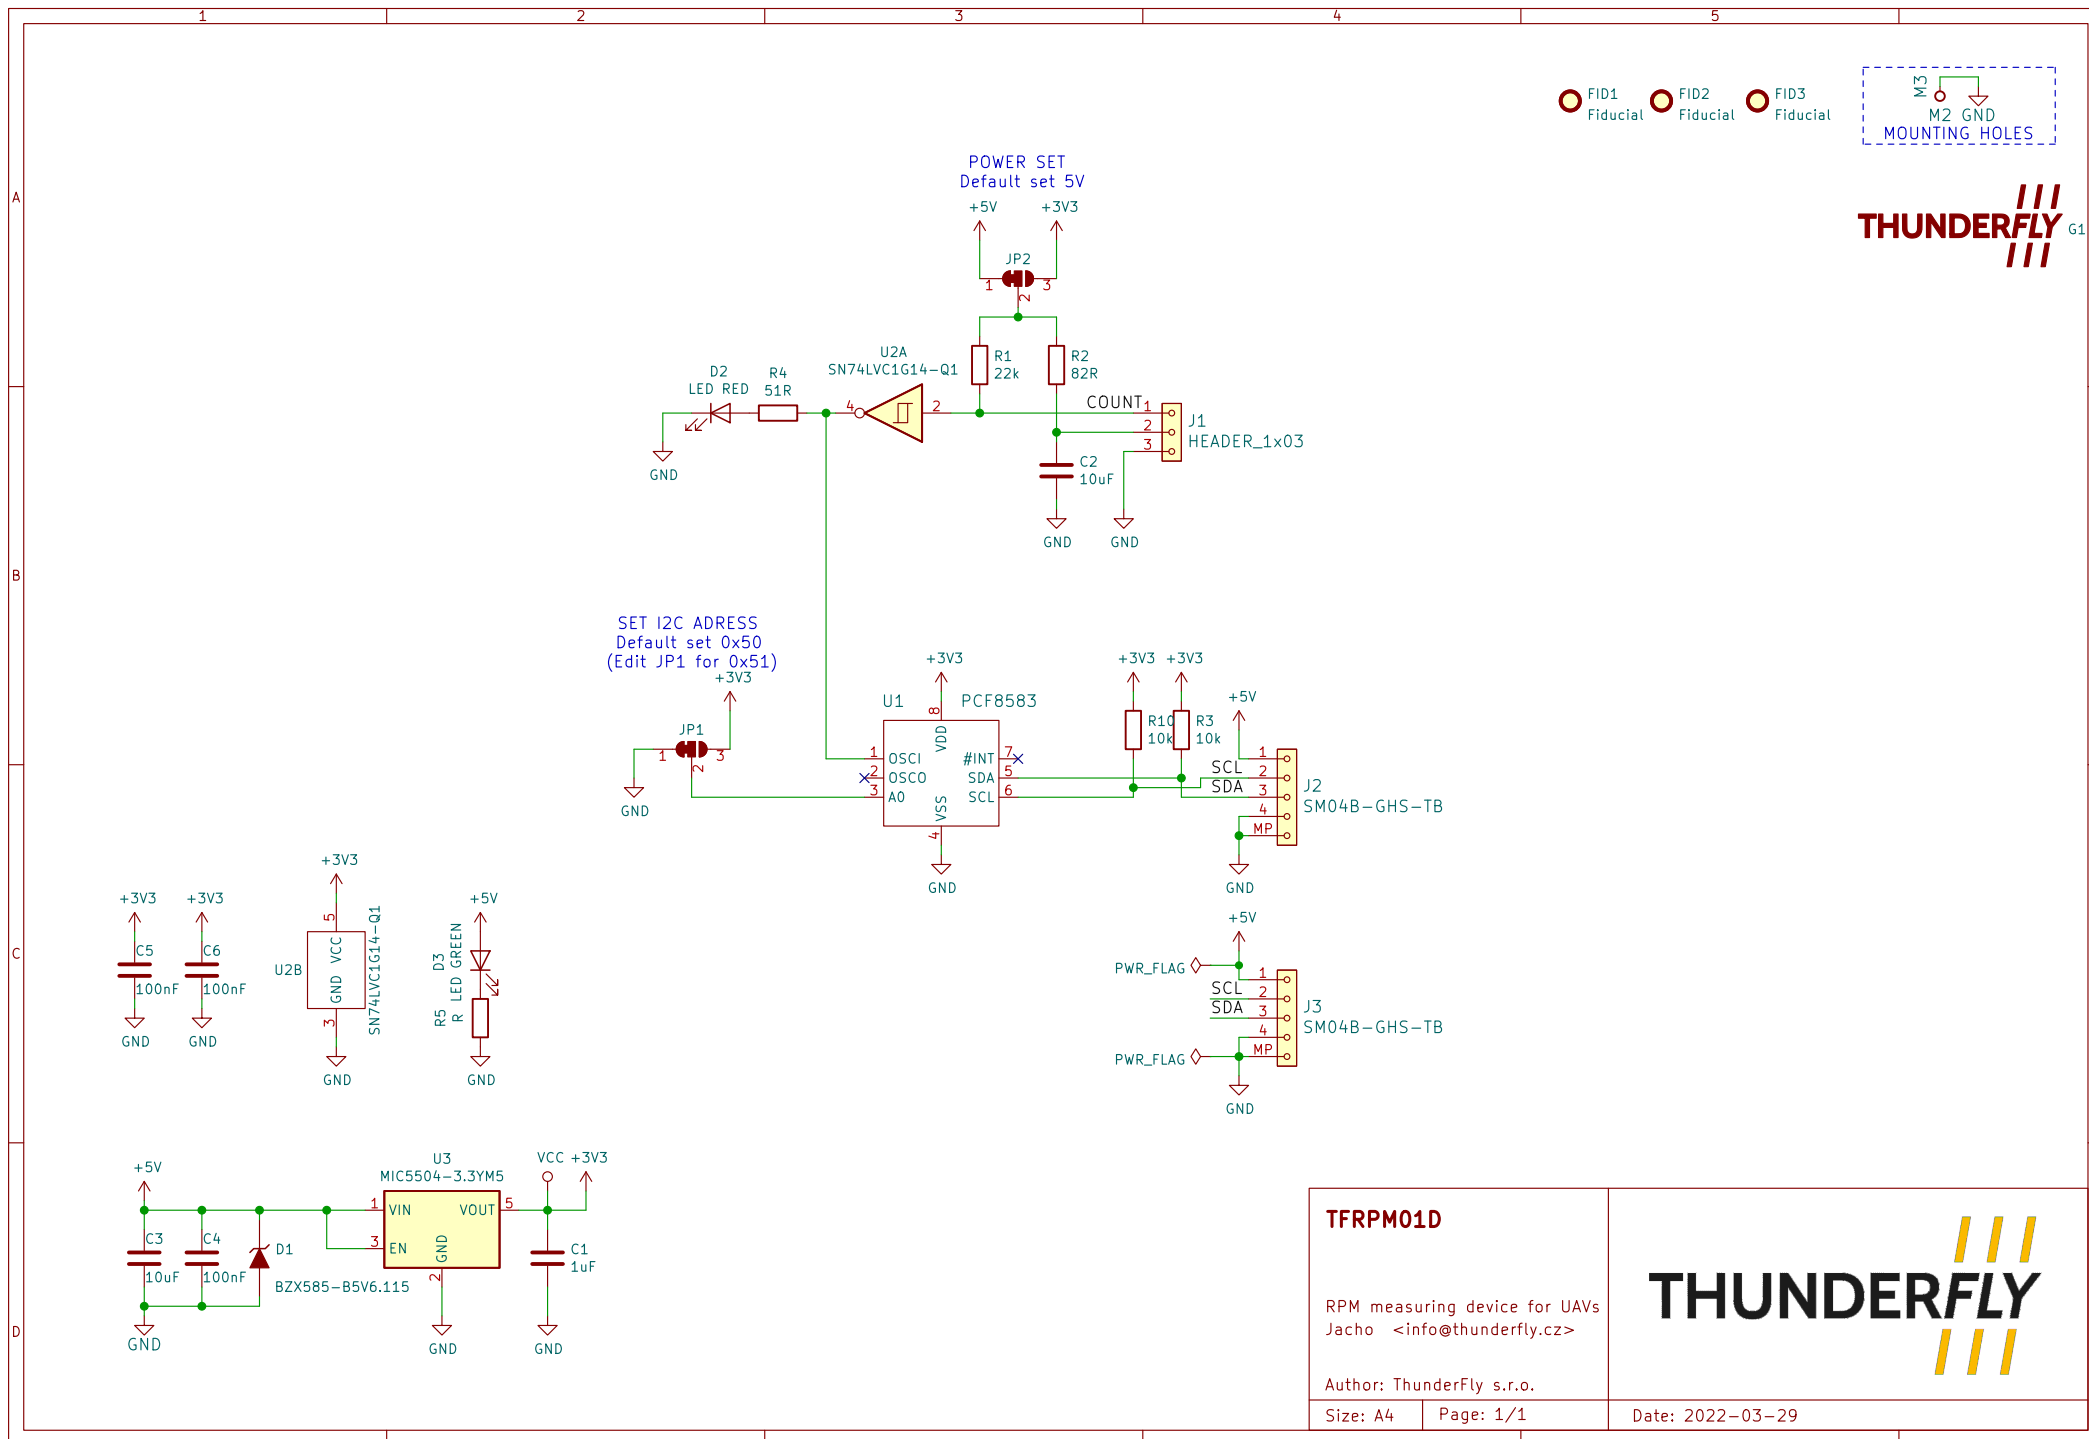 1 2 3 4 5
A
B
C
D
FID1
Fiducial
FID2
Fiducial
FID3
Fiducial
M3
M2 GND
MOUNTING HOLES
THUNDERFLY
G1
POWER SET
Default set 5V
+5V
+3V3
JP2
1
2
3
U2A
SN74LVC1G14-Q1
R1
22k
R2
82R
D2
LED RED
R4
51R
4
2
COUNT
1
2
3
J1
HEADER_1x03
GND
C2
10uF
GND
GND
SET I2C ADRESS
Default set 0x50
(Edit JP1 for 0x51)
+3V3
JP1
1
2
3
GND
+3V3
U1
PCF8583
8
VDD
1
OSCI
2
OSCO
3
A0
#INT
7
SDA
5
SCL
6
VSS
4
GND
+3V3
+3V3
R10
10k
R3
10k
+5V
SCL
SDA
1
2
3
4
MP
J2
SM04B-GHS-TB
GND
+5V
PWR_FLAG
SCL
SDA
PWR_FLAG
1
2
3
4
MP
J3
SM04B-GHS-TB
GND
+3V3
C5
100nF
GND
+3V3
C6
100nF
GND
+3V3
5
VCC
GND
U2B
SN74LVC1G14-Q1
3
GND
+5V
D3
LED GREEN
R5
R
GND
+5V
C3
10uF
C4
100nF
D1
BZX585-B5V6.115
GND
U3
MIC5504-3.3YM5
1
VIN
3
EN
VOUT
5
GND
2
GND
VCC
+3V3
C1
1uF
GND
TFRPM01D
RPM measuring device for UAVs
Jacho <info@thunderfly.cz>
Author: ThunderFly s.r.o.
Size: A4
Page: 1/1
Date: 2022-03-29
THUNDERFLY